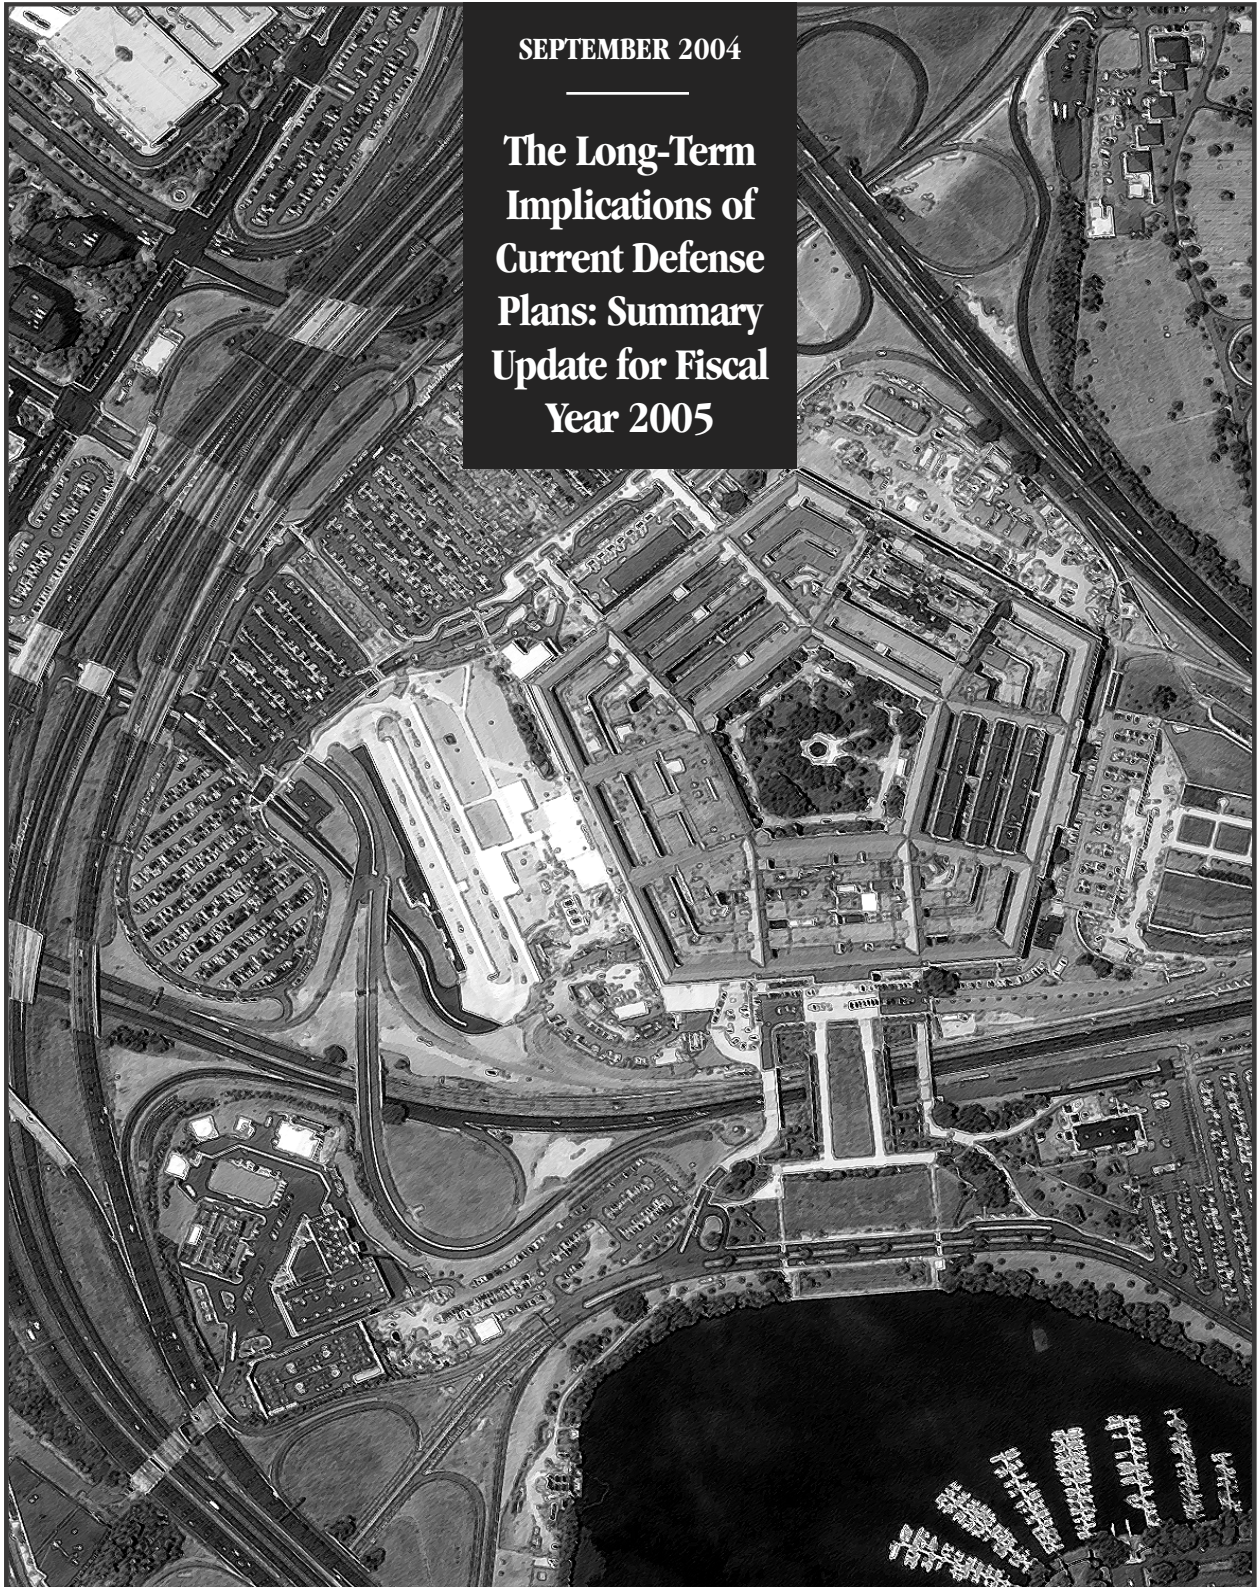 SEPTEMBER 2004
The Long-Term
Implications of
Current Defense
Plans: Summary
Update for Fiscal
Year 2005